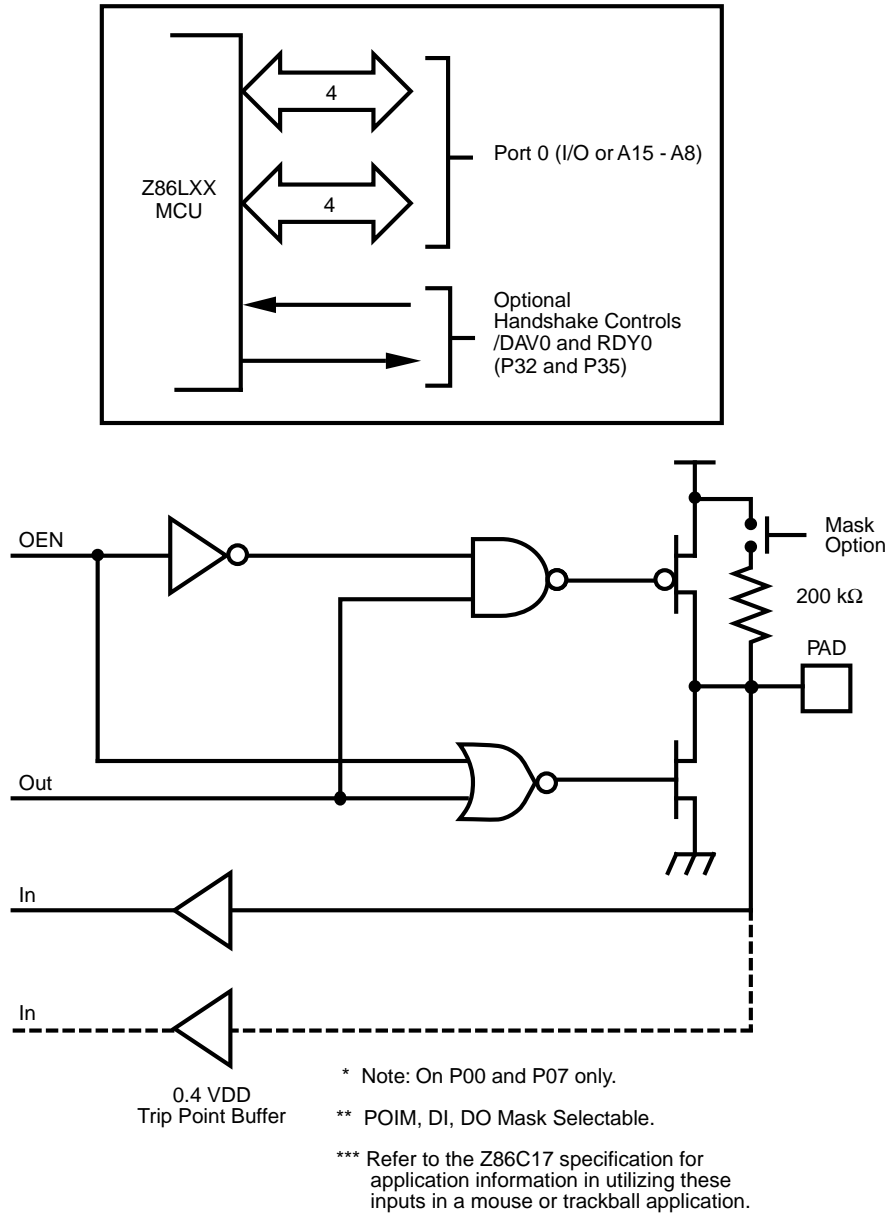 4
Port 0 (I/O or A15 - A8)
Z86LXX
MCU
4
Optional
Handshake Controls
/DAV0 and RDY0
(P32 and P35)
OEN
Mask
Option
200 kΩ
PAD
Out
In
In
0.4 VDD
Trip Point Buffer
* Note: On P00 and P07 only.
** POIM, DI, DO Mask Selectable.
*** Refer to the Z86C17 specification for
application information in utilizing these
inputs in a mouse or trackball application.